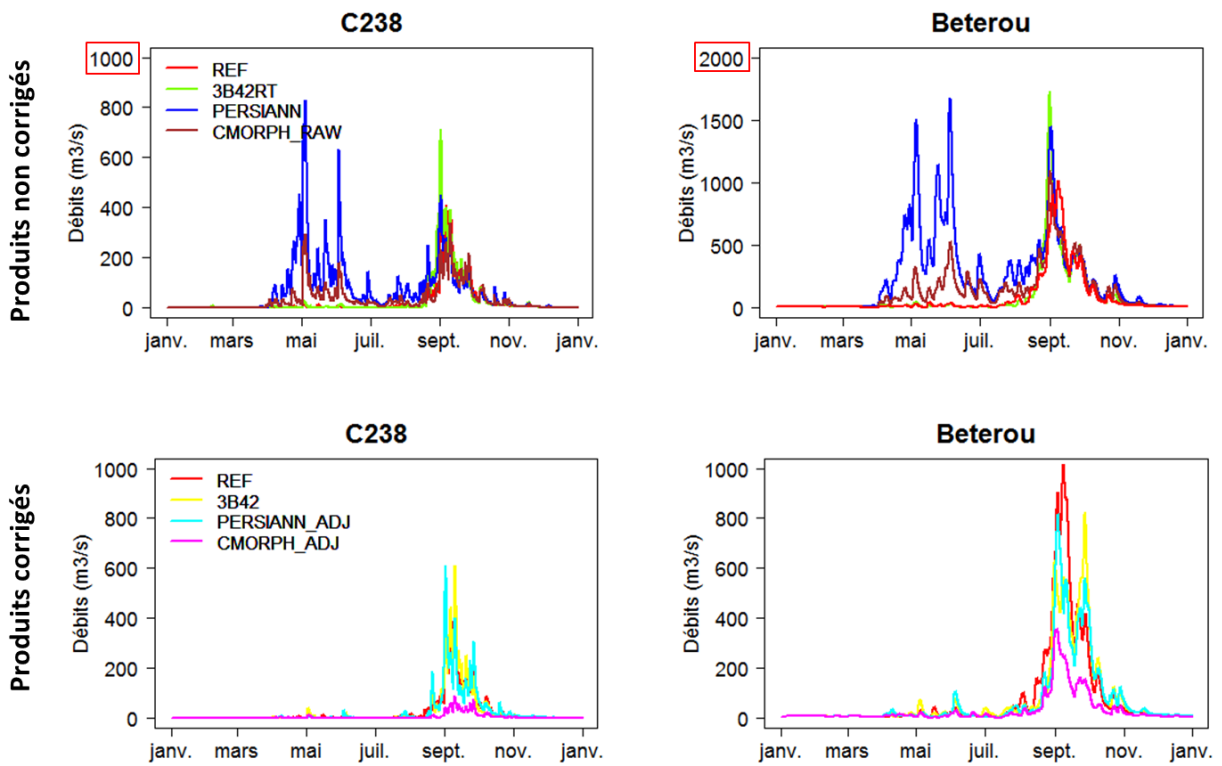 Produits non corrigés
C238
1000
800
600
400
200
0
Débits (m3/s)
REF
3B42RT
PERSIANN
CMORPH_RAW
janv. mars mai juil. sept. nov. janv.
Beterou
2000
1500
1000
500
0
Débits (m3/s)
janv. mars mai juil. sept. nov. janv.
Produits corrigés
C238
1000
800
600
400
200
0
Débits (m3/s)
REF
3B42
PERSIANN_ADJ
CMORPH_ADJ
janv. mars mai juil. sept. nov. janv.
Beterou
1000
800
600
400
200
0
Débits (m3/s)
janv. mars mai juil. sept. nov. janv.